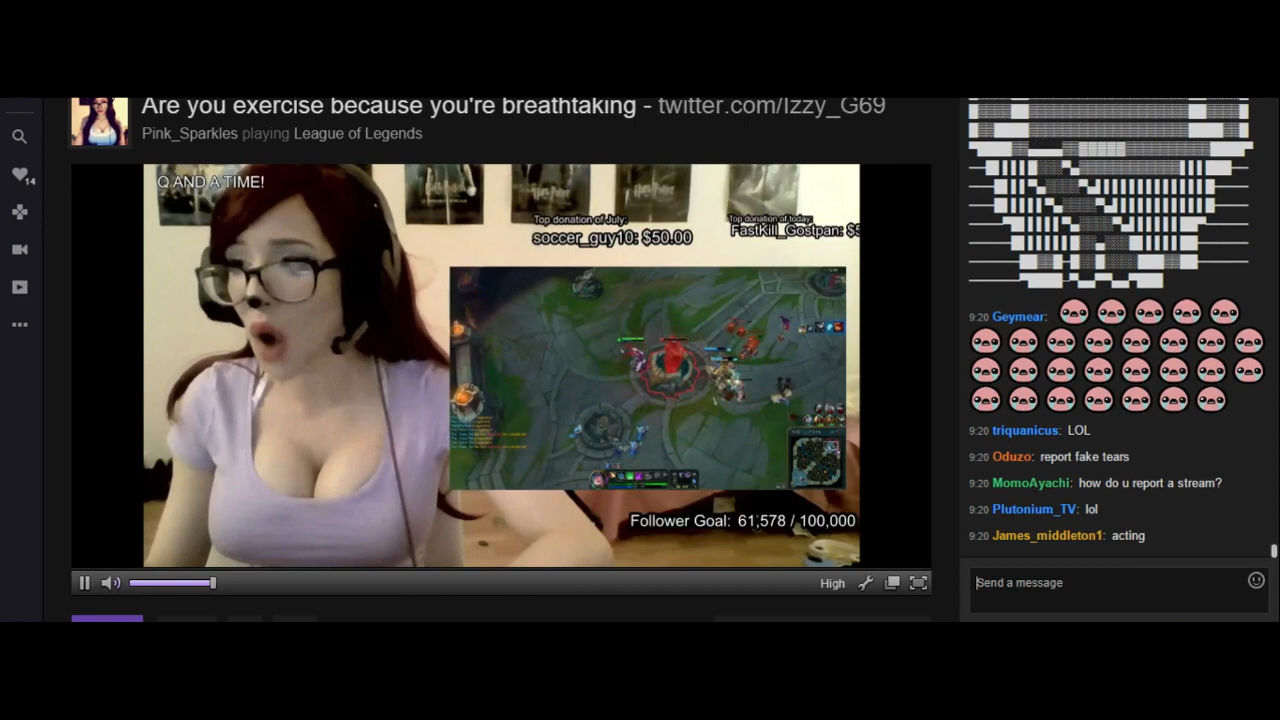 Are you exercise because you're breathtaking - twitter.com/Izzy_G69
Pink_Sparkles playing League of Legends
14
Q AND A TIME!
Top donation of July:
soccer_guy10: $50.00
Top donation of today:
FastKill_Gostpan: $5
Follower Goal: 61,578 / 100,000
High
9:20 Geymear:
9:20 triquanicus: LOL
9:20 Oduzo: report fake tears
9:20 MomoAyachi: how do u report a stream?
9:20 Plutonium_TV: lol
9:20 James_middleton1: acting
Send a message